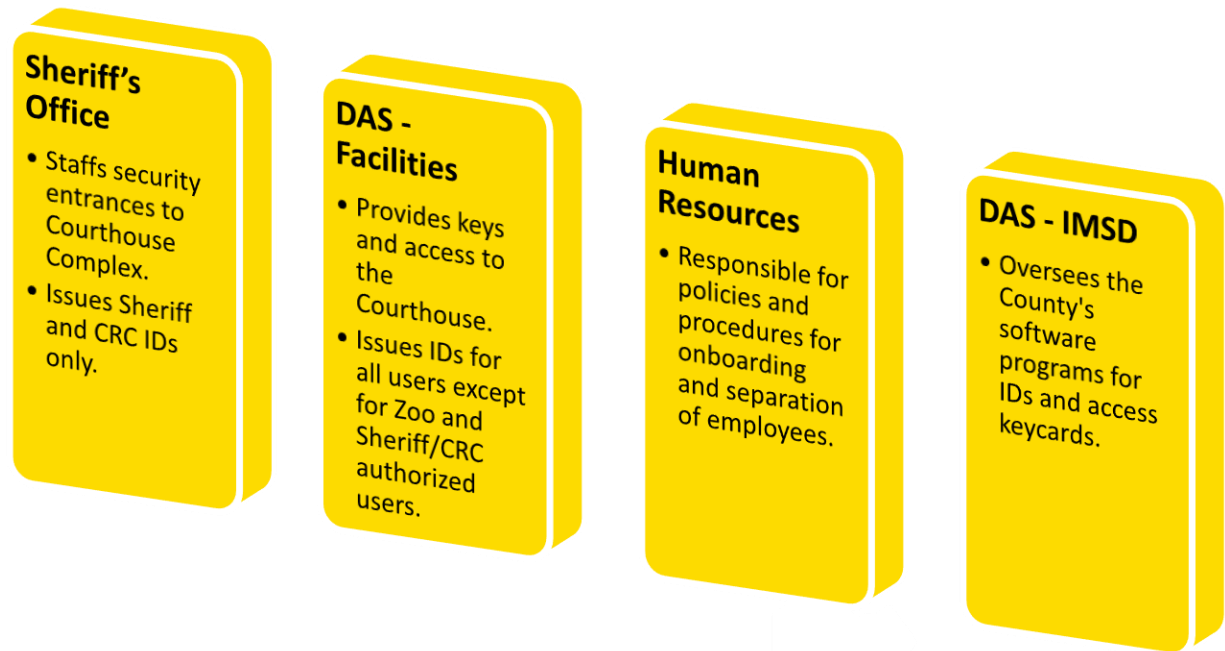 Sheriff's
Office
• Staffs security
entrances to
Courthouse
Complex.
• Issues Sheriff
and CRC IDs
only.
DAS -
Facilities
• Provides keys
and access to
the
Courthouse.
• Issues IDs for
all users except
for Zoo and
Sheriff/CRC
authorized
users.
Human
Resources
• Responsible for
policies and
procedures for
onboarding
and separation
of employees.
DAS - IMSD
• Oversees the
County's
software
programs for
IDs and access
keycards.